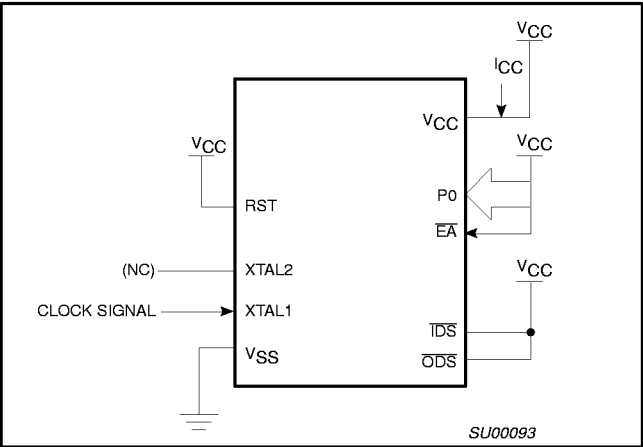 VCC
ICC
VCC
VCC
VCC
RST
P0
EA
(NC)
XTAL2
VCC
CLOCK SIGNAL
XTAL1
IDS
VSS
ODS
SU00093